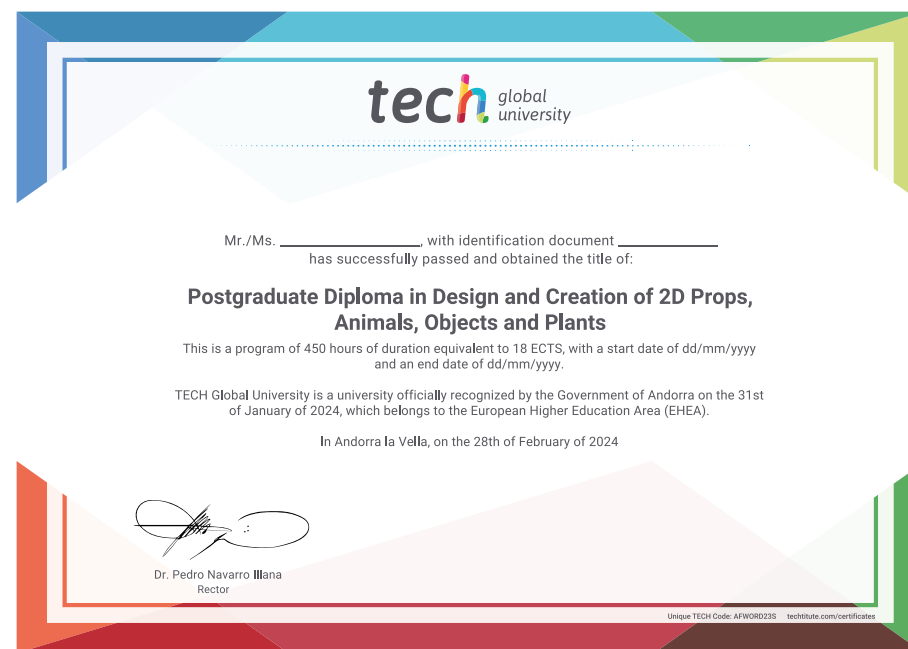 tech global
university
Mr./Ms. ____________________, with identification document ______________
has successfully passed and obtained the title of:
Postgraduate Diploma in Design and Creation of 2D Props,
Animals, Objects and Plants
This is a program of 450 hours of duration equivalent to 18 ECTS, with a start date of dd/mm/yyyy
and an end date of dd/mm/yyyy.
TECH Global University is a university officially recognized by the Government of Andorra on the 31st
of January of 2024, which belongs to the European Higher Education Area (EHEA).
In Andorra la Vella, on the 28th of February of 2024
Dr. Pedro Navarro Illana
Rector
Unique TECH Code: AFWORD23S techtitute.com/certificates